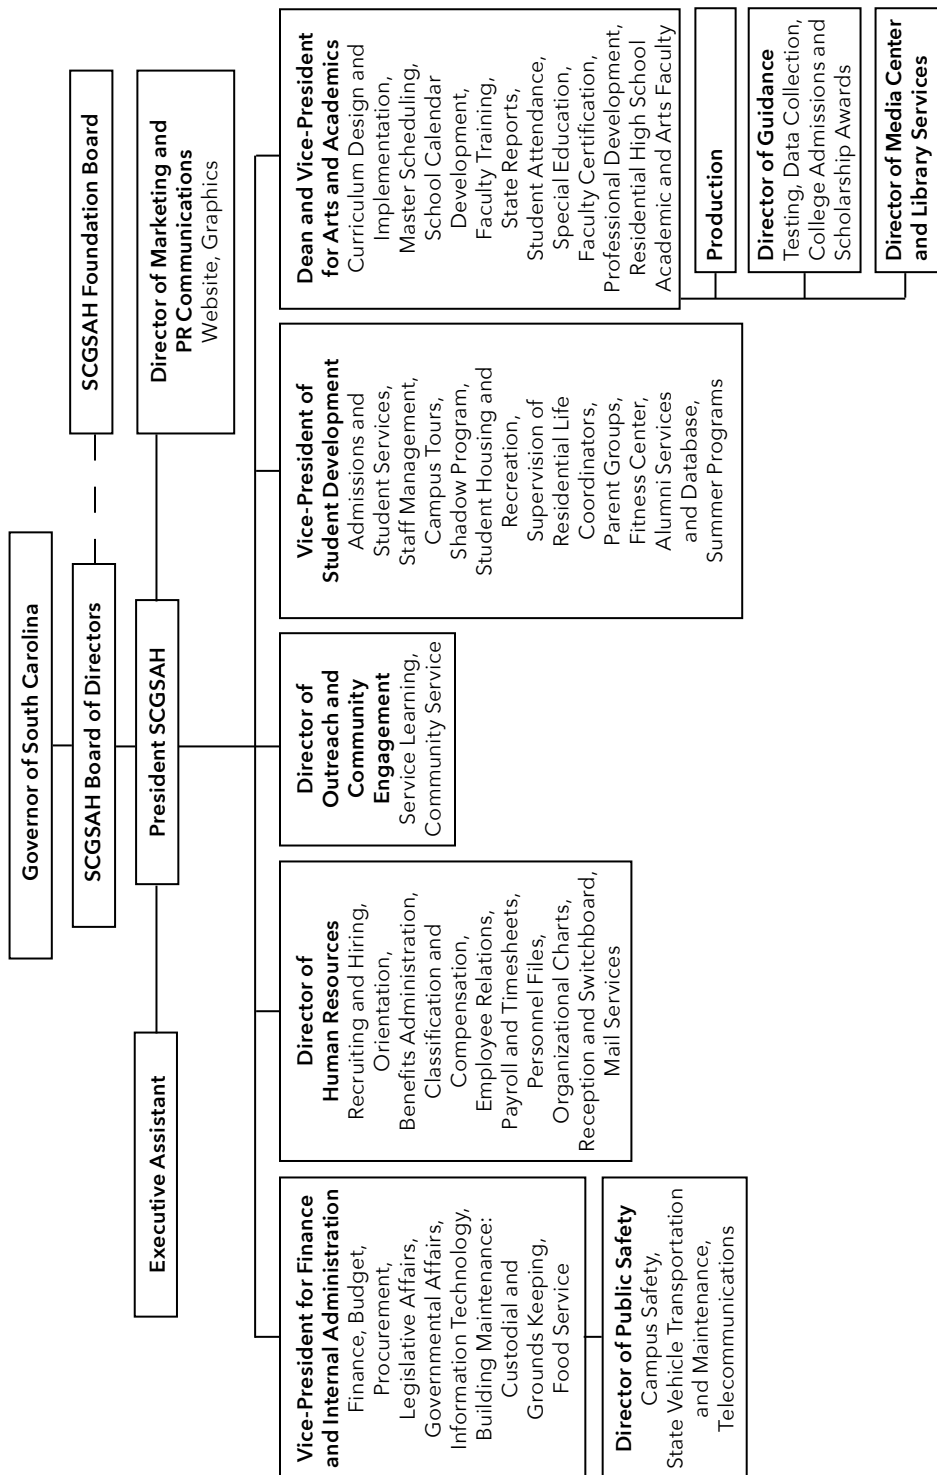 Governor of South Carolina
SCGSAH Board of Directors
SCGSAH Foundation Board
President SCGSAH
Executive Assistant
Director of Marketing and
PR Communications
Website, Graphics
Vice-President for Finance
and Internal Administration
Finance, Budget,
Procurement,
Legislative Affairs,
Governmental Affairs,
Information Technology,
Building Maintenance:
Custodial and
Grounds Keeping,
Food Service
Director of Public Safety
Campus Safety,
State Vehicle Transportation
and Maintenance,
Telecommunications
Director of
Human Resources
Recruiting and Hiring,
Orientation,
Benefits Administration,
Classification and
Compensation,
Employee Relations,
Payroll and Timesheets,
Personnel Files,
Organizational Charts,
Reception and Switchboard,
Mail Services
Director of
Outreach and
Community
Engagement
Service Learning,
Community Service
Vice-President of
Student Development
Admissions and
Student Services,
Staff Management,
Campus Tours,
Shadow Program,
Student Housing and
Recreation,
Supervision of
Residential Life
Coordinators,
Parent Groups,
Fitness Center,
Alumni Services
and Database,
Summer Programs
Dean and Vice-President
for Arts and Academics
Curriculum Design and
Implementation,
Master Scheduling,
School Calendar
Development,
Faculty Training,
State Reports,
Student Attendance,
Special Education,
Faculty Certification,
Professional Development,
Residential High School
Academic and Arts Faculty
Production
Director of Guidance
Testing, Data Collection,
College Admissions and
Scholarship Awards
Director of Media Center
and Library Services